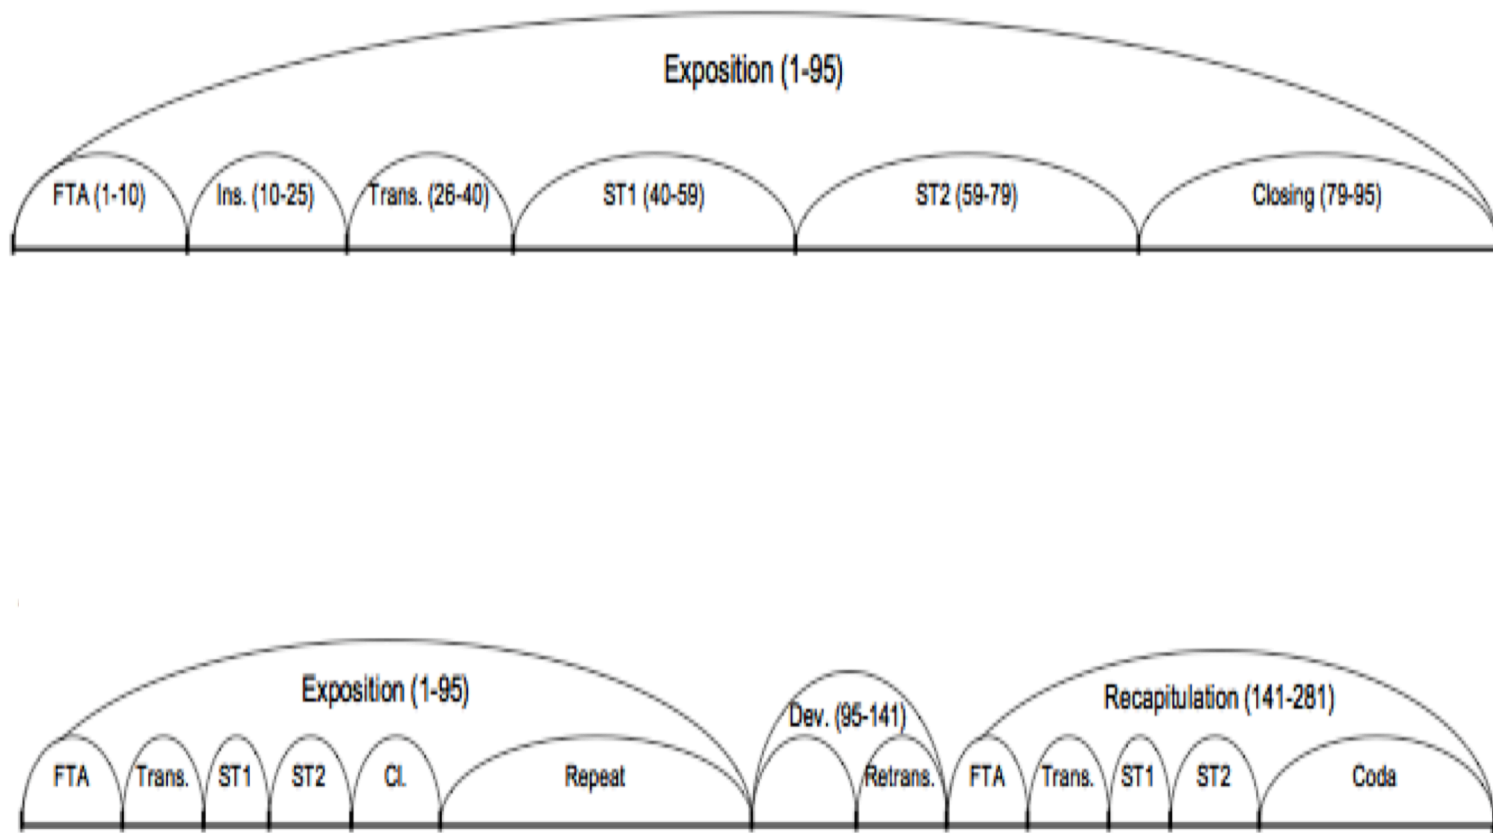 Exposition (1-95)
FTA (1-10) Ins. (10-25) Trans. (26-40) ST1 (40-59) ST2 (59-79) Closing (79-95)
Exposition (1-95)
Dev. (95-141)
Recapitulation (141-281)
FTA Trans. ST1 ST2 Cl. Repeat Retrans. FTA Trans. ST1 ST2 Coda